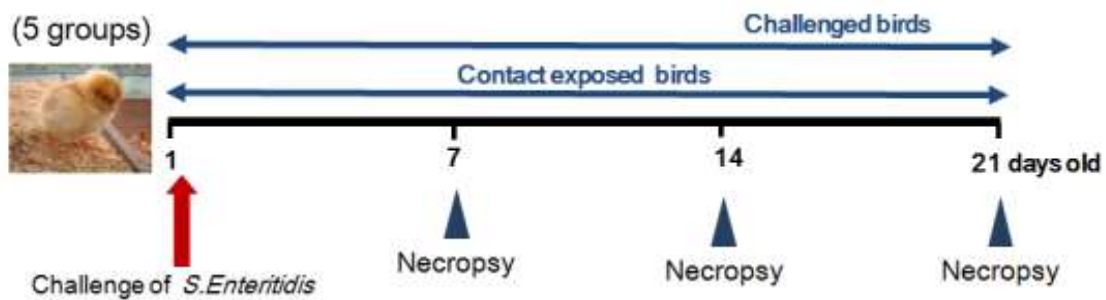 (5 groups)
Challenged birds
Contact exposed birds
1
7
14
21 days old
Necropsy
Necropsy
Necropsy
Challenge of S.Enteritidis